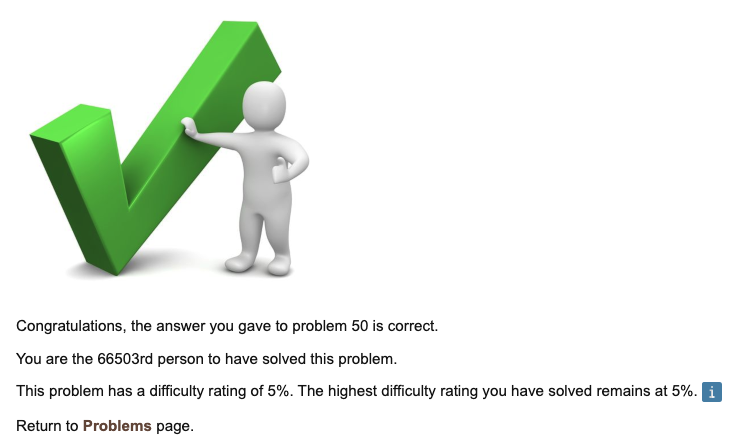 Congratulations, the answer you gave to problem 50 is correct.
You are the 66503rd person to have solved this problem.
This problem has a difficulty rating of 5%. The highest difficulty rating you have solved remains at 5%. i
Return to Problems page.